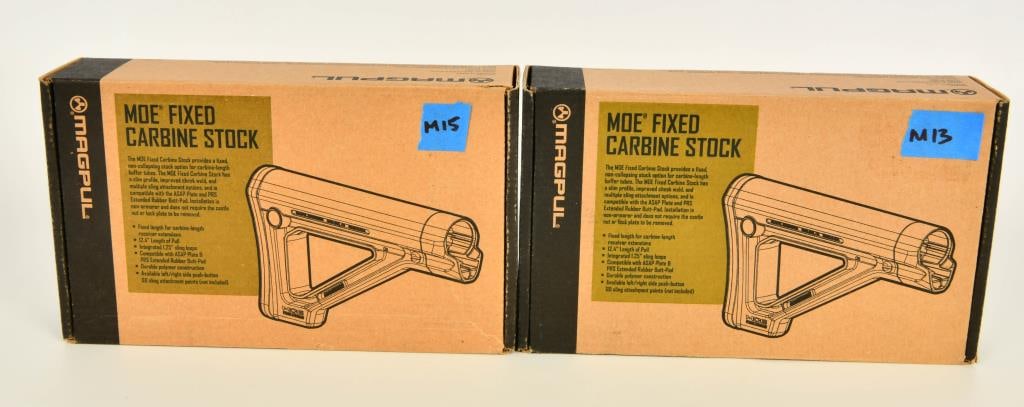 MAGPUL
MAGPUL
MOE® FIXED
CARBINE STOCK
M15
The MOE Fixed Carbine Stock provides a fixed,
non-collapsing stock option for carbine-length
buffer tubes. The MOE Fixed Carbine Stock has
a slim profile, improved cheek weld, and
multiple sling attachment options, and is
compatible with the ASAP Plate and PRS
Extended Rubber Butt-Pad. Installation is
non-armorer and does not require the castle
nut or lock plate to be removed.
• Fixed length for carbine-length
receiver extensions
• 12.4" Length of Pull
• Integrated 1.25" sling loops
• Compatible with ASAP Plate &
PRS Extended Rubber Butt-Pad
• Durable polymer construction
• Available left/right side push-button
QD sling attachment points (not included)
MOE
MAGPUL
MAGPUL
MOE® FIXED
CARBINE STOCK
M13
The MOE Fixed Carbine Stock provides a fixed,
non-collapsing stock option for carbine-length
buffer tubes. The MOE Fixed Carbine Stock has
a slim profile, improved cheek weld, and
multiple sling attachment options, and is
compatible with the ASAP Plate and PRS
Extended Rubber Butt-Pad. Installation is
non-armorer and does not require the castle
nut or lock plate to be removed.
• Fixed length for carbine-length
receiver extensions
• 12.4" Length of Pull
• Integrated 1.25" sling loops
• Compatible with ASAP Plate &
PRS Extended Rubber Butt-Pad
• Durable polymer construction
• Available left/right side push-button
QD sling attachment points (not included)
MOE